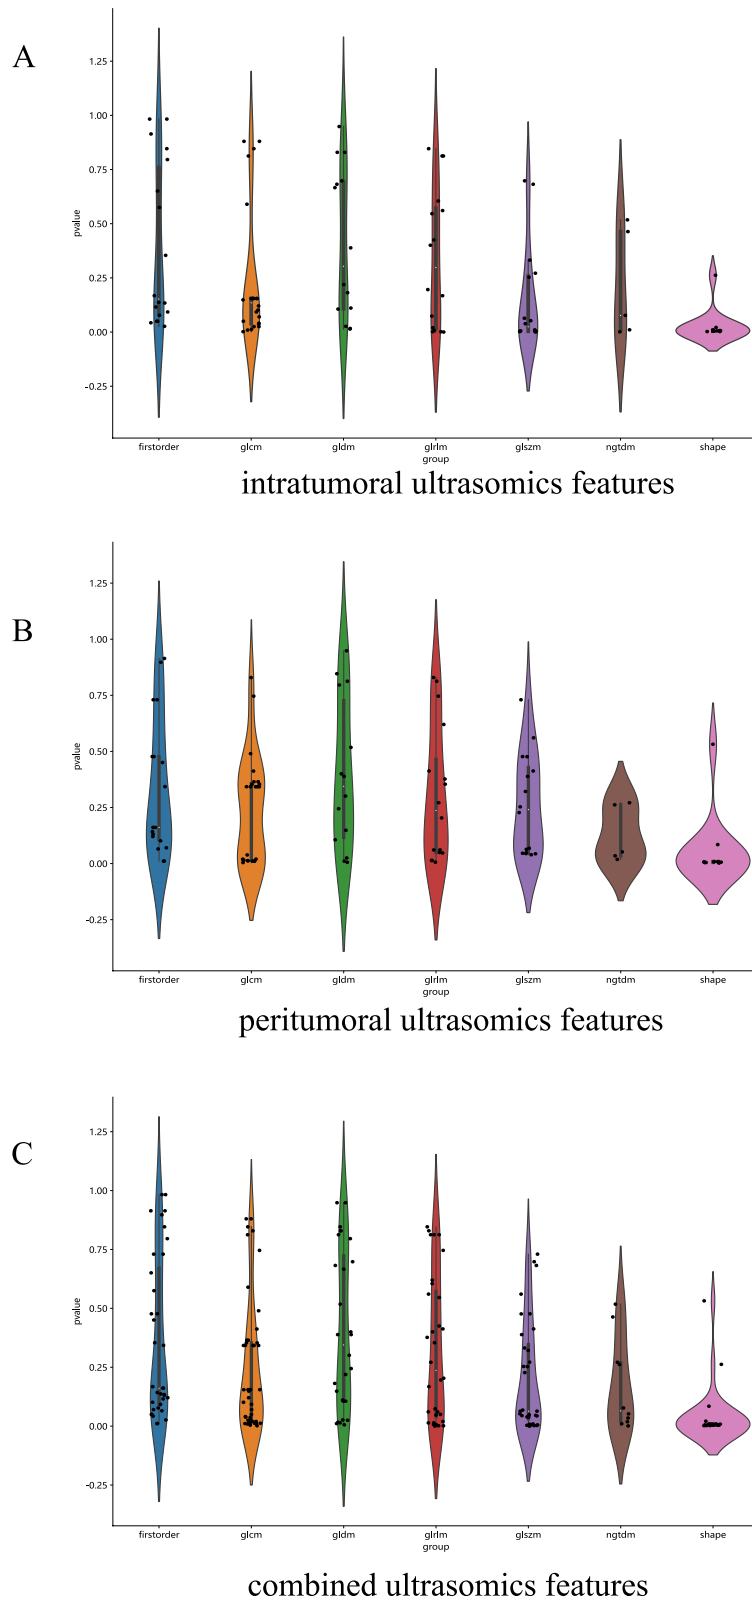 A
1.25
1.00
0.75
0.50
0.25
0.00
-0.25
pvalue
firstorder glcm gldm glrlm glszm ngtdm shape
group
intratumoral ultrasomics features
B
1.25
1.00
0.75
0.50
0.25
0.00
-0.25
pvalue
firstorder glcm gldm glrlm glszm ngtdm shape
group
peritumoral ultrasomics features
C
1.25
1.00
0.75
0.50
0.25
0.00
-0.25
pvalue
firstorder glcm gldm glrlm glszm ngtdm shape
group
combined ultrasomics features